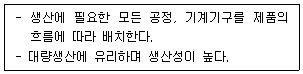 - 생산에 필요한 모든 공정, 기계기구를 제품의
흐름에 따라 배치한다.
- 대량생산에 유리하며 생산성이 높다.